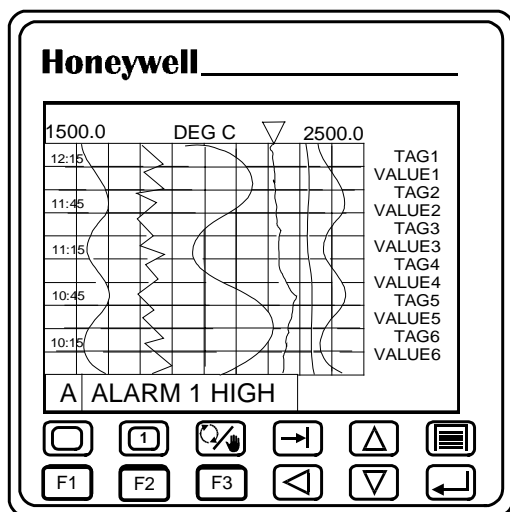 Honeywell
1500.0 DEG C 2500.0
12:15
11:45
11:15
10:45
10:15
TAG1
VALUE1
TAG2
VALUE2
TAG3
VALUE3
TAG4
VALUE4
TAG5
VALUE5
TAG6
VALUE6
A ALARM 1 HIGH
1
F1 F2 F3